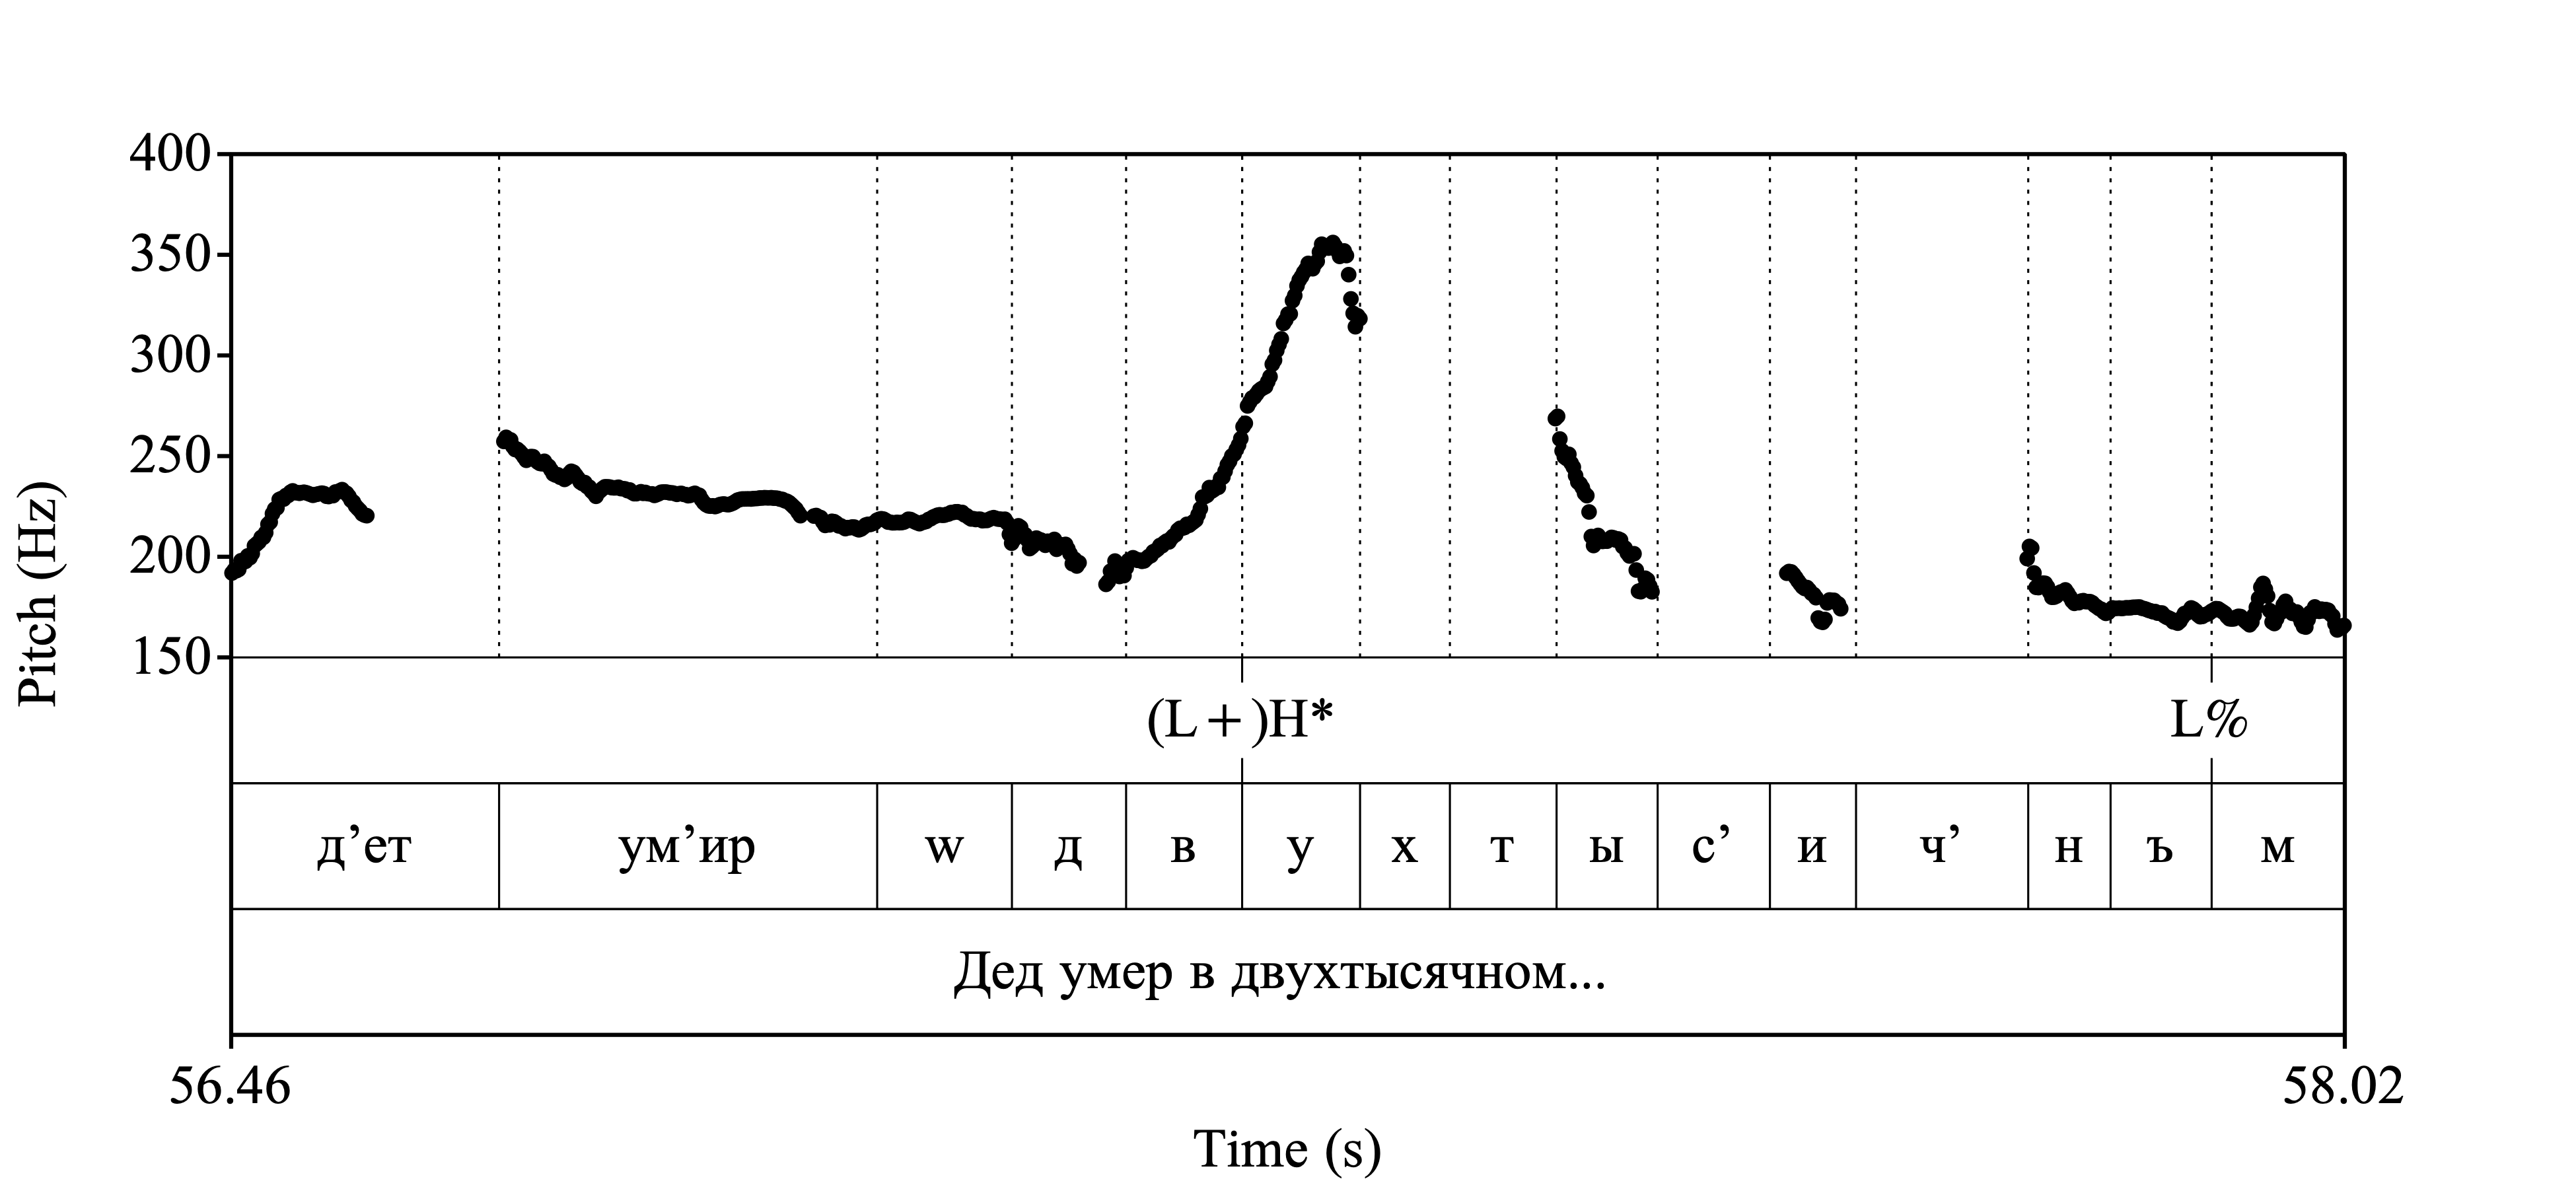 400
350
300
250
200
150
Pitch (Hz)
(L+)H* L%
д’ет ум’ир w д в у х т ы с’ и ч’ н ъ м
Дед умер в двухтысячном...
56.46 58.02
Time (s)